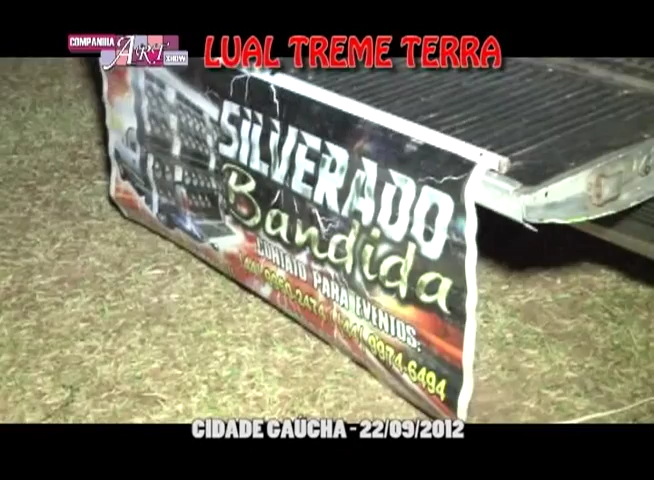 COMPANHIA
ART
SHOW
LUAL TREME TERRA
SILVERADO
Bandida
CONTATO PARA EVENTOS:
9974-6494
CIDADE GAÚCHA - 22/09/2012